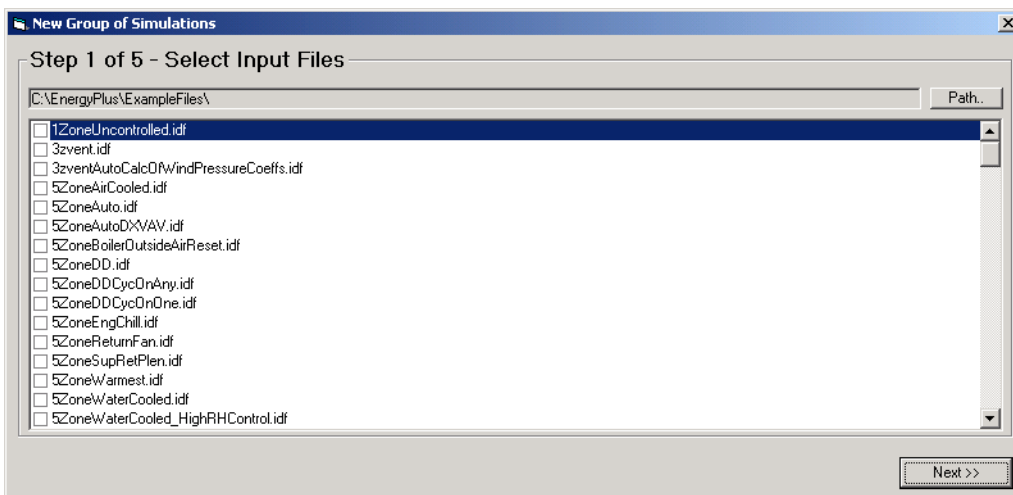 New Group of Simulations
Step 1 of 5 - Select Input Files
C:\EnergyPlus\ExampleFiles\
Path..
1ZoneUncontrolled.idf
3zvent.idf
3zventAutoCalcOfWindPressureCoeffs.idf
5ZoneAirCooled.idf
5ZoneAuto.idf
5ZoneAutoDXVAV.idf
5ZoneBoilerOutsideAirReset.idf
5ZoneDD.idf
5ZoneDDCycOnAny.idf
5ZoneDDCycOnOne.idf
5ZoneEngChill.idf
5ZoneReturnFan.idf
5ZoneSupRetPlen.idf
5ZoneWarmest.idf
5ZoneWaterCooled.idf
5ZoneWaterCooled_HighRHControl.idf
Next >>